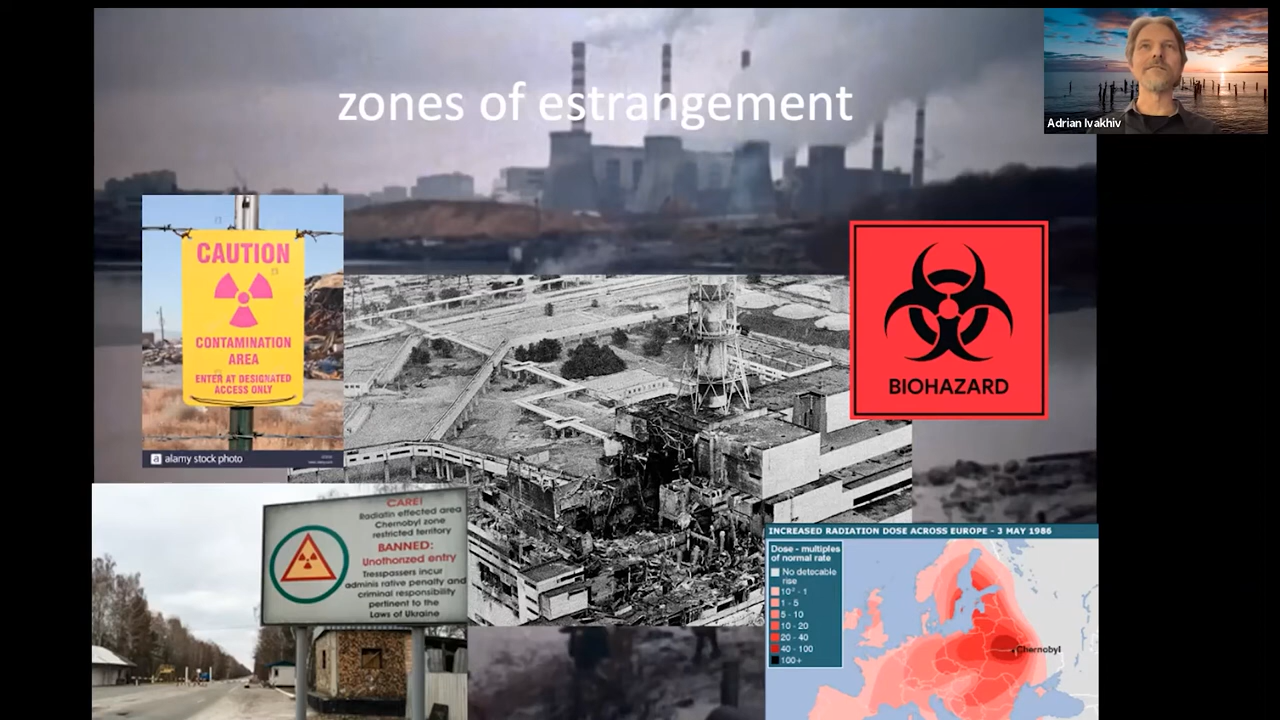 zones of estrangement
Adrian Ivakhiv
CAUTION
CONTAMINATION
AREA
ENTER AT DESIGNATED
ACCESS ONLY
a alamy stock photo
BIOHAZARD
CARE!
Radiatin effected area
Chernobyl zone
restricted territory
BANNED:
Unothorized entry
Tresspassers incur
adminis rative penalty and
criminal responsibility
pertinent to the
Laws of Ukraine
INCREASED RADIATION DOSE ACROSS EUROPE - 3 MAY 1986
Dose - multiples
of normal rate
No detecable
rise
1 - 5
5 - 10
10 - 20
20 - 40
40 - 100
100+
Chernobyl